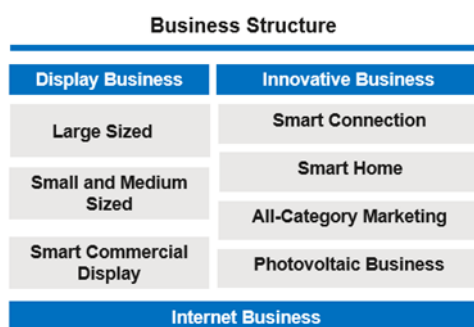 Business Structure
Display Business
Large Sized
Small and Medium
Sized
Smart Commercial
Display
Innovative Business
Smart Connection
Smart Home
All-Category Marketing
Photovoltaic Business
Internet Business